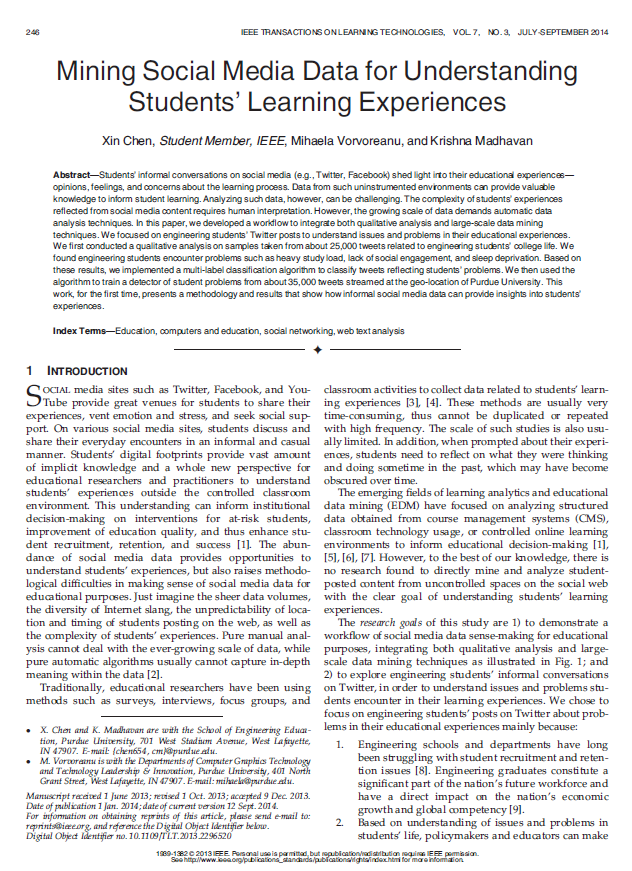 246 IEEE TRANSACTIONS ON LEARNING TECHNOLOGIES, VOL. 7, NO. 3, JULY-SEPTEMBER 2014
Mining Social Media Data for Understanding
Students' Learning Experiences
Xin Chen, Student Member, IEEE, Mihaela Vorvoreanu, and Krishna Madhavan
Abstract—Students' informal conversations on social media (e.g., Twitter, Facebook) shed light into their educational experiences—
opinions, feelings, and concerns about the learning process. Data from such uninstrumented environments can provide valuable
knowledge to inform student learning. Analyzing such data, however, can be challenging. The complexity of students' experiences
reflected from social media content requires human interpretation. However, the growing scale of data demands automatic data
analysis techniques. In this paper, we developed a workflow to integrate both qualitative analysis and large-scale data mining
techniques. We focused on engineering students' Twitter posts to understand issues and problems in their educational experiences.
We first conducted a qualitative analysis on samples taken from about 25,000 tweets related to engineering students' college life. We
found engineering students encounter problems such as heavy study load, lack of social engagement, and sleep deprivation. Based on
these results, we implemented a multi-label classification algorithm to classify tweets reflecting students' problems. We then used the
algorithm to train a detector of student problems from about 35,000 tweets streamed at the geo-location of Purdue University. This
work, for the first time, presents a methodology and results that show how informal social media data can provide insights into students'
experiences.
Index Terms—Education, computers and education, social networking, web text analysis
1 INTRODUCTION
SOCIAL media sites such as Twitter, Facebook, and You-
Tube provide great venues for students to share their
experiences, vent emotion and stress, and seek social sup-
port. On various social media sites, students discuss and
share their everyday encounters in an informal and casual
manner. Students' digital footprints provide vast amount
of implicit knowledge and a whole new perspective for
educational researchers and practitioners to understand
students' experiences outside the controlled classroom
environment. This understanding can inform institutional
decision-making on interventions for at-risk students,
improvement of education quality, and thus enhance stu-
dent recruitment, retention, and success [1]. The abun-
dance of social media data provides opportunities to
understand students' experiences, but also raises methodo-
logical difficulties in making sense of social media data for
educational purposes. Just imagine the sheer data volumes,
the diversity of Internet slang, the unpredictability of loca-
tion and timing of students posting on the web, as well as
the complexity of students' experiences. Pure manual anal-
ysis cannot deal with the ever-growing scale of data, while
pure automatic algorithms usually cannot capture in-depth
meaning within the data [2].
Traditionally, educational researchers have been using
methods such as surveys, interviews, focus groups, and
• X. Chen and K. Madhavan are with the School of Engineering Educa-
tion, Purdue University, 701 West Stadium Avenue, West Lafayette,
IN 47907. E-mail: {chen654, cm}@purdue.edu.
• M. Vorvoreanu is with the Departments of Computer Graphics Technology
and Technology Leadership & Innovation, Purdue University, 401 North
Grant Street, West Lafayette 47907. E-mail: mihaela@purdue.edu.
Manuscript received 1 June 2013; revised 1 Oct. 2013; accepted 9 Dec. 2013.
Date of publication 1 Jan. 2014; date of current version 12 Sept. 2014.
For information on obtaining reprints of this article, please send e-mail to:
reprints@ieee.org, and reference the Digital Object Identifier below.
Digital Object Identifier no. 10.1109/TLT.2013.2296520
classroom activities to collect data related to students' learn-
ing experiences [3], [4]. These methods are usually very
time-consuming, thus cannot be duplicated or repeated
with high frequency. The scale of such studies is also usu-
ally limited. In addition, when prompted about their experi-
ences, students need to reflect on what they were thinking
and doing sometime in the past, which may have become
obscured over time.
The emerging fields of learning analytics and educational
data mining (EDM) have focused on analyzing structured
data obtained from course management systems (CMS),
classroom technology usage, or controlled online learning
environments to inform educational decision-making [1],
[5], [6], [7]. However, to the best of our knowledge, there is
no research found to directly mine and analyze student-
posted content from uncontrolled spaces on the social web
with the clear goal of understanding students' learning
experiences.
The research goals of this study are 1) to demonstrate a
workflow of social media data sense-making for educational
purposes, integrating both qualitative analysis and large-
scale data mining techniques as illustrated in Fig. 1; and
2) to explore engineering students' informal conversations
on Twitter, in order to understand issues and problems stu-
dents encounter in their learning experiences. We chose to
focus on engineering students' posts on Twitter about prob-
lems in their educational experiences mainly because:
1. Engineering schools and departments have long
been struggling with student recruitment and reten-
tion issues [8]. Engineering graduates constitute a
significant part of the nation's future workforce and
have a direct impact on the nation's economic
growth and global competency [9].
2. Based on understanding of issues and problems in
students' life, policymakers and educators can make
1939-1382 © 2013 IEEE. Personal use is permitted, but republication/redistribution requires IEEE permission.
See http://www.ieee.org/publications_standards/publications/rights/index.html for more information.